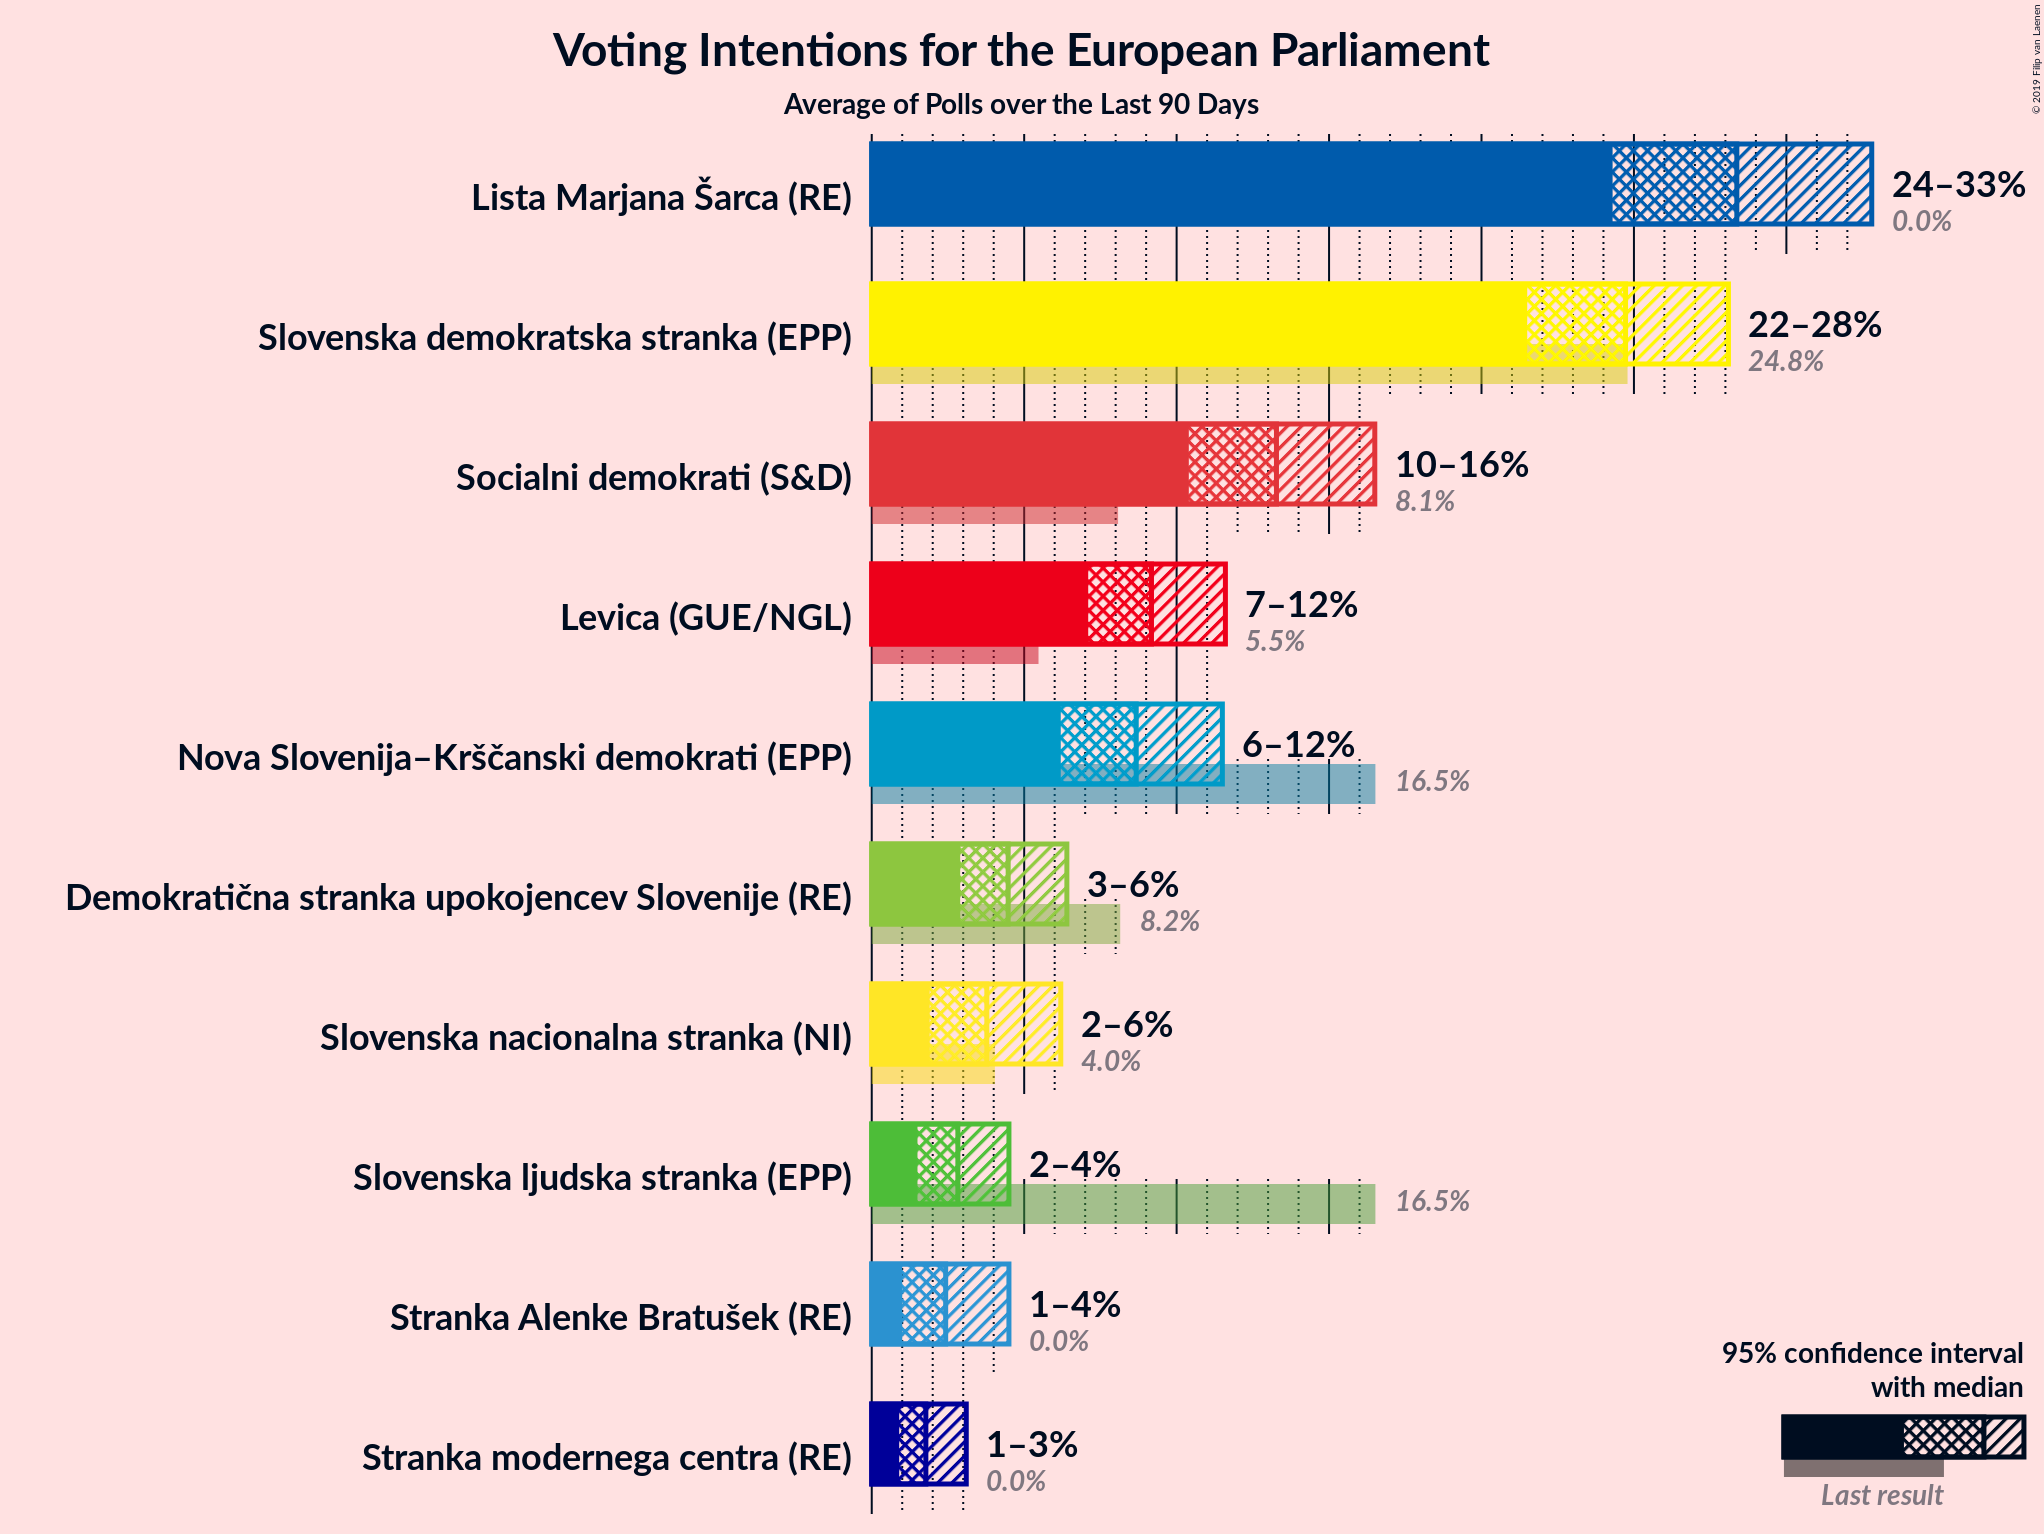 Voting Intentions for the European Parliament
Average of Polls over the Last 90 Days
© 2019 Filip van Laenen
Lista Marjana Šarca (RE)
24–33%
0.0%
Slovenska demokratska stranka (EPP)
22–28%
24.8%
Socialni demokrati (S&D)
10–16%
8.1%
Levica (GUE/NGL)
7–12%
5.5%
Nova Slovenija–Krščanski demokrati (EPP)
6–12%
16.5%
Demokratična stranka upokojencev Slovenije (RE)
3–6%
8.2%
Slovenska nacionalna stranka (NI)
2–6%
4.0%
Slovenska ljudska stranka (EPP)
2–4%
16.5%
Stranka Alenke Bratušek (RE)
1–4%
0.0%
Stranka modernega centra (RE)
1–3%
0.0%
95% confidence interval
with median
Last result